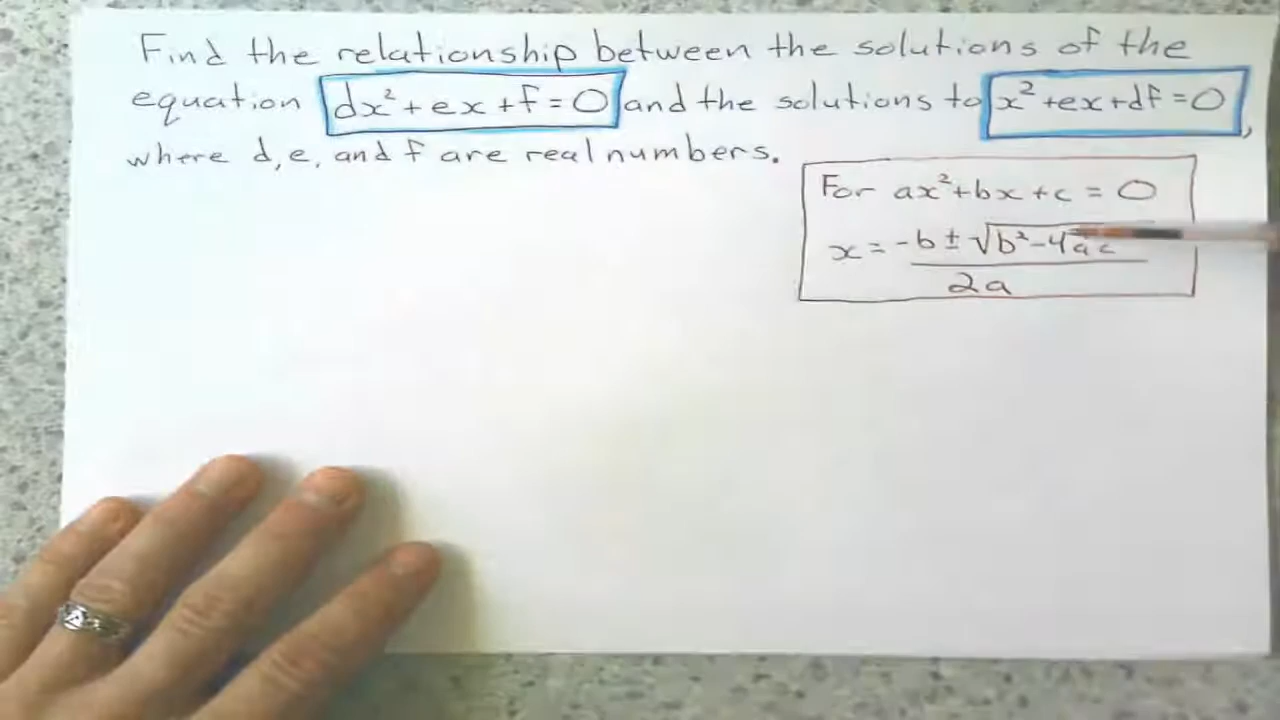 Find the relationship between the solutions of the
equation dx²+ex+f=0 and the solutions to x²+ex+df=0,
where d,e, and f are real numbers.
For ax²+bx+c=0
x = -b±√b²-4ac
2a